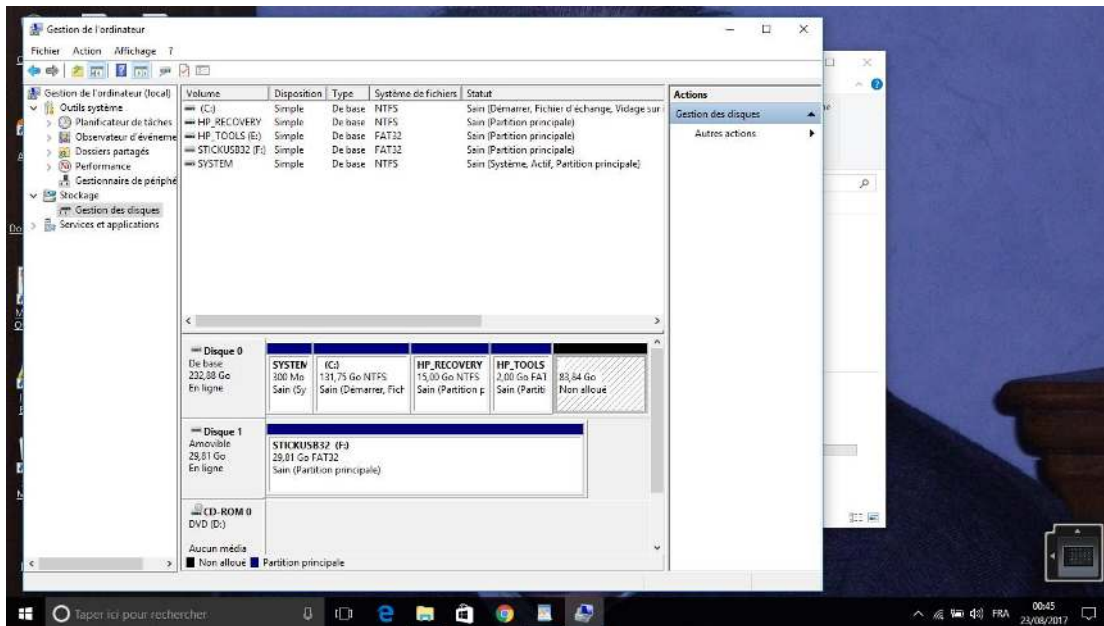 Gestion de l'ordinateur
Fichier Action Affichage ?
Gestion de l'ordinateur (local)
Outils système
Planificateur de tâches
Observateur d'événeme
Dossiers partagés
Performance
Gestionnaire de périphé
Stockage
Gestion des disques
Services et applications
Volume Disposition Type Système de fichiers Statut
(C:) Simple De base NTFS Sain (Démarrer, Fichier d'échange, Vidage sur i
HP_RECOVERY Simple De base NTFS Sain (Partition principale)
HP_TOOLS (E:) Simple De base FAT32 Sain (Partition principale)
STICKUSB32 (F:) Simple De base FAT32 Sain (Partition principale)
SYSTEM Simple De base NTFS Sain (Système, Actif, Partition principale)
Actions
Gestion des disques
Autres actions
Disque 0
De base
232,88 Go
En ligne
SYSTEM
300 Mo
Sain (Sy
(C:)
131,75 Go NTFS
Sain (Démarrer, Fich
HP_RECOVERY
15,00 Go NTFS
Sain (Partition p
HP_TOOLS
2,00 Go FAT
Sain (Partiti
83,84 Go
Non alloué
Disque 1
Amovible
29,81 Go
En ligne
STICKUSB32 (F:)
29,81 Go FAT32
Sain (Partition principale)
CD-ROM 0
DVD (D:)
Aucun média
Non alloué Partition principale
Taper ici pour rechercher
FRA
00:45
23/08/2017